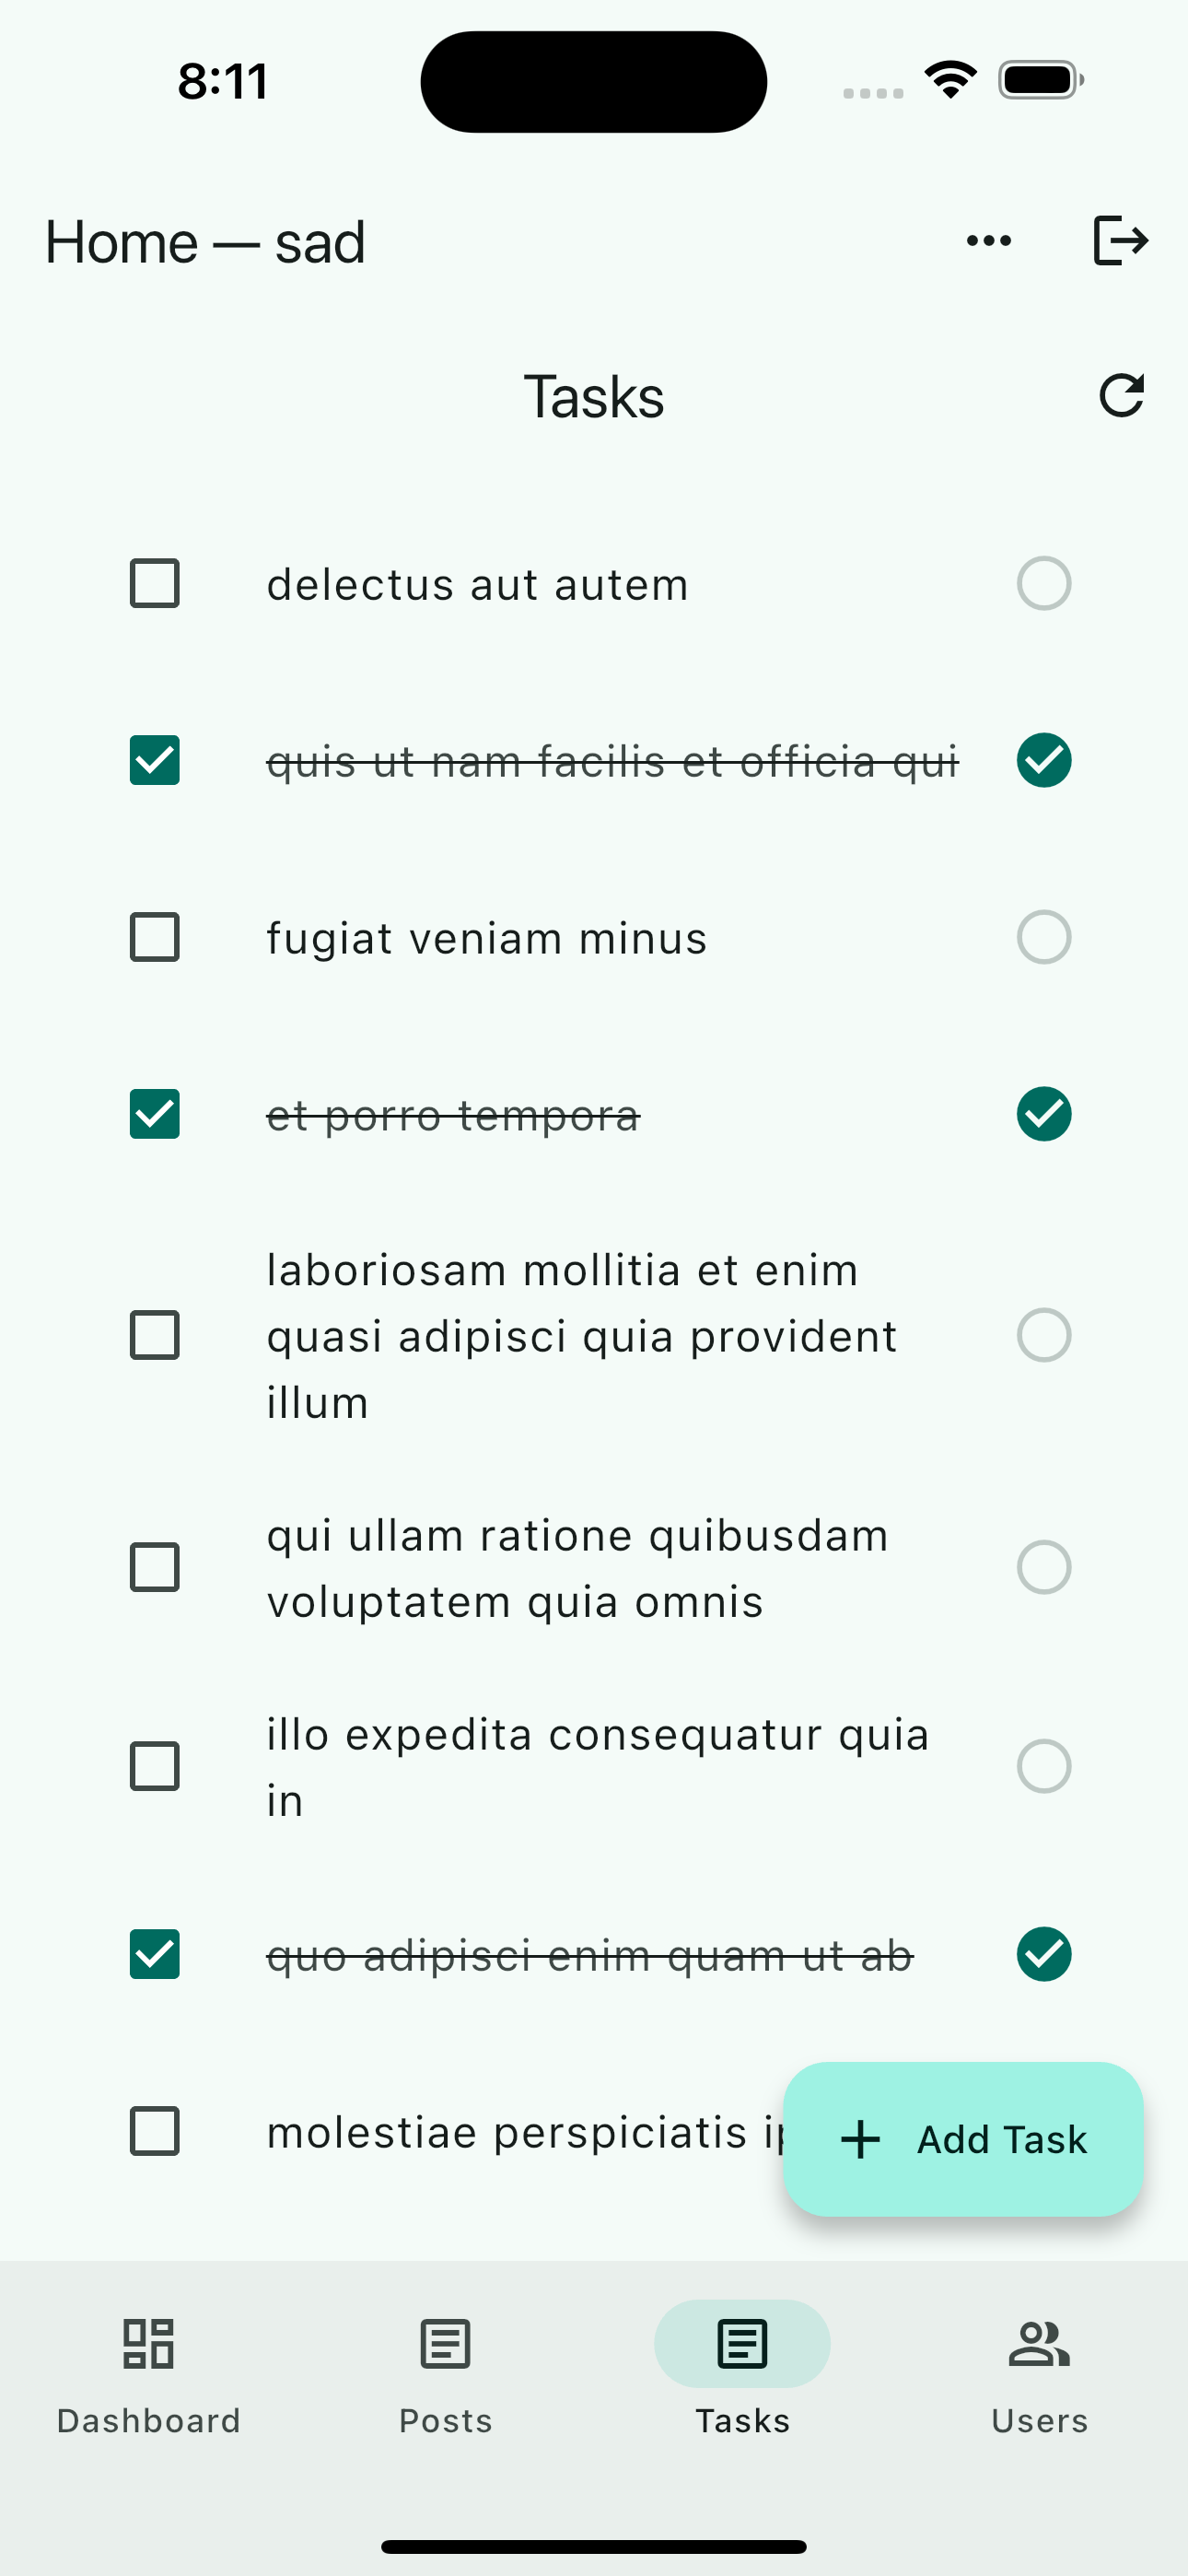 8:11
Home — sad
Tasks
delectus aut autem
quis ut nam facilis et officia qui
fugiat veniam minus
et porro tempora
laboriosam mollitia et enim
quasi adipisci quia provident
illum
qui ullam ratione quibusdam
voluptatem quia omnis
illo expedita consequatur quia
in
quo adipisci enim quam ut ab
molestiae perspiciatis
Add Task
Dashboard
Posts
Tasks
Users